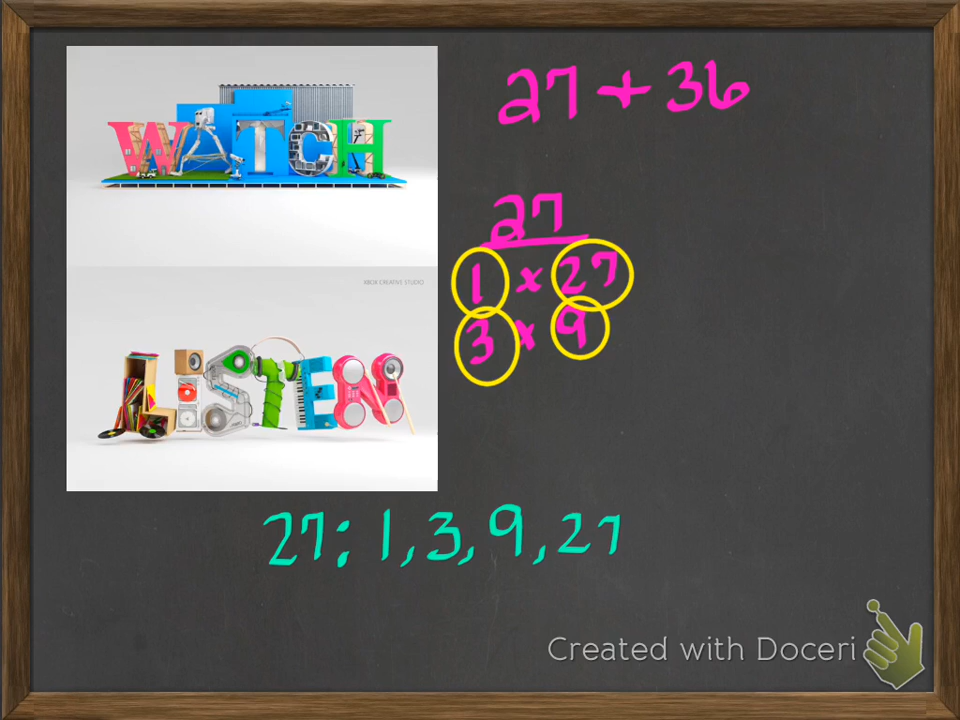 WATCH
XBOX CREATIVE STUDIO
LISTEN
27 + 36
27
1 x 27
3 x 9
27: 1, 3, 9, 27
Created with Doceri